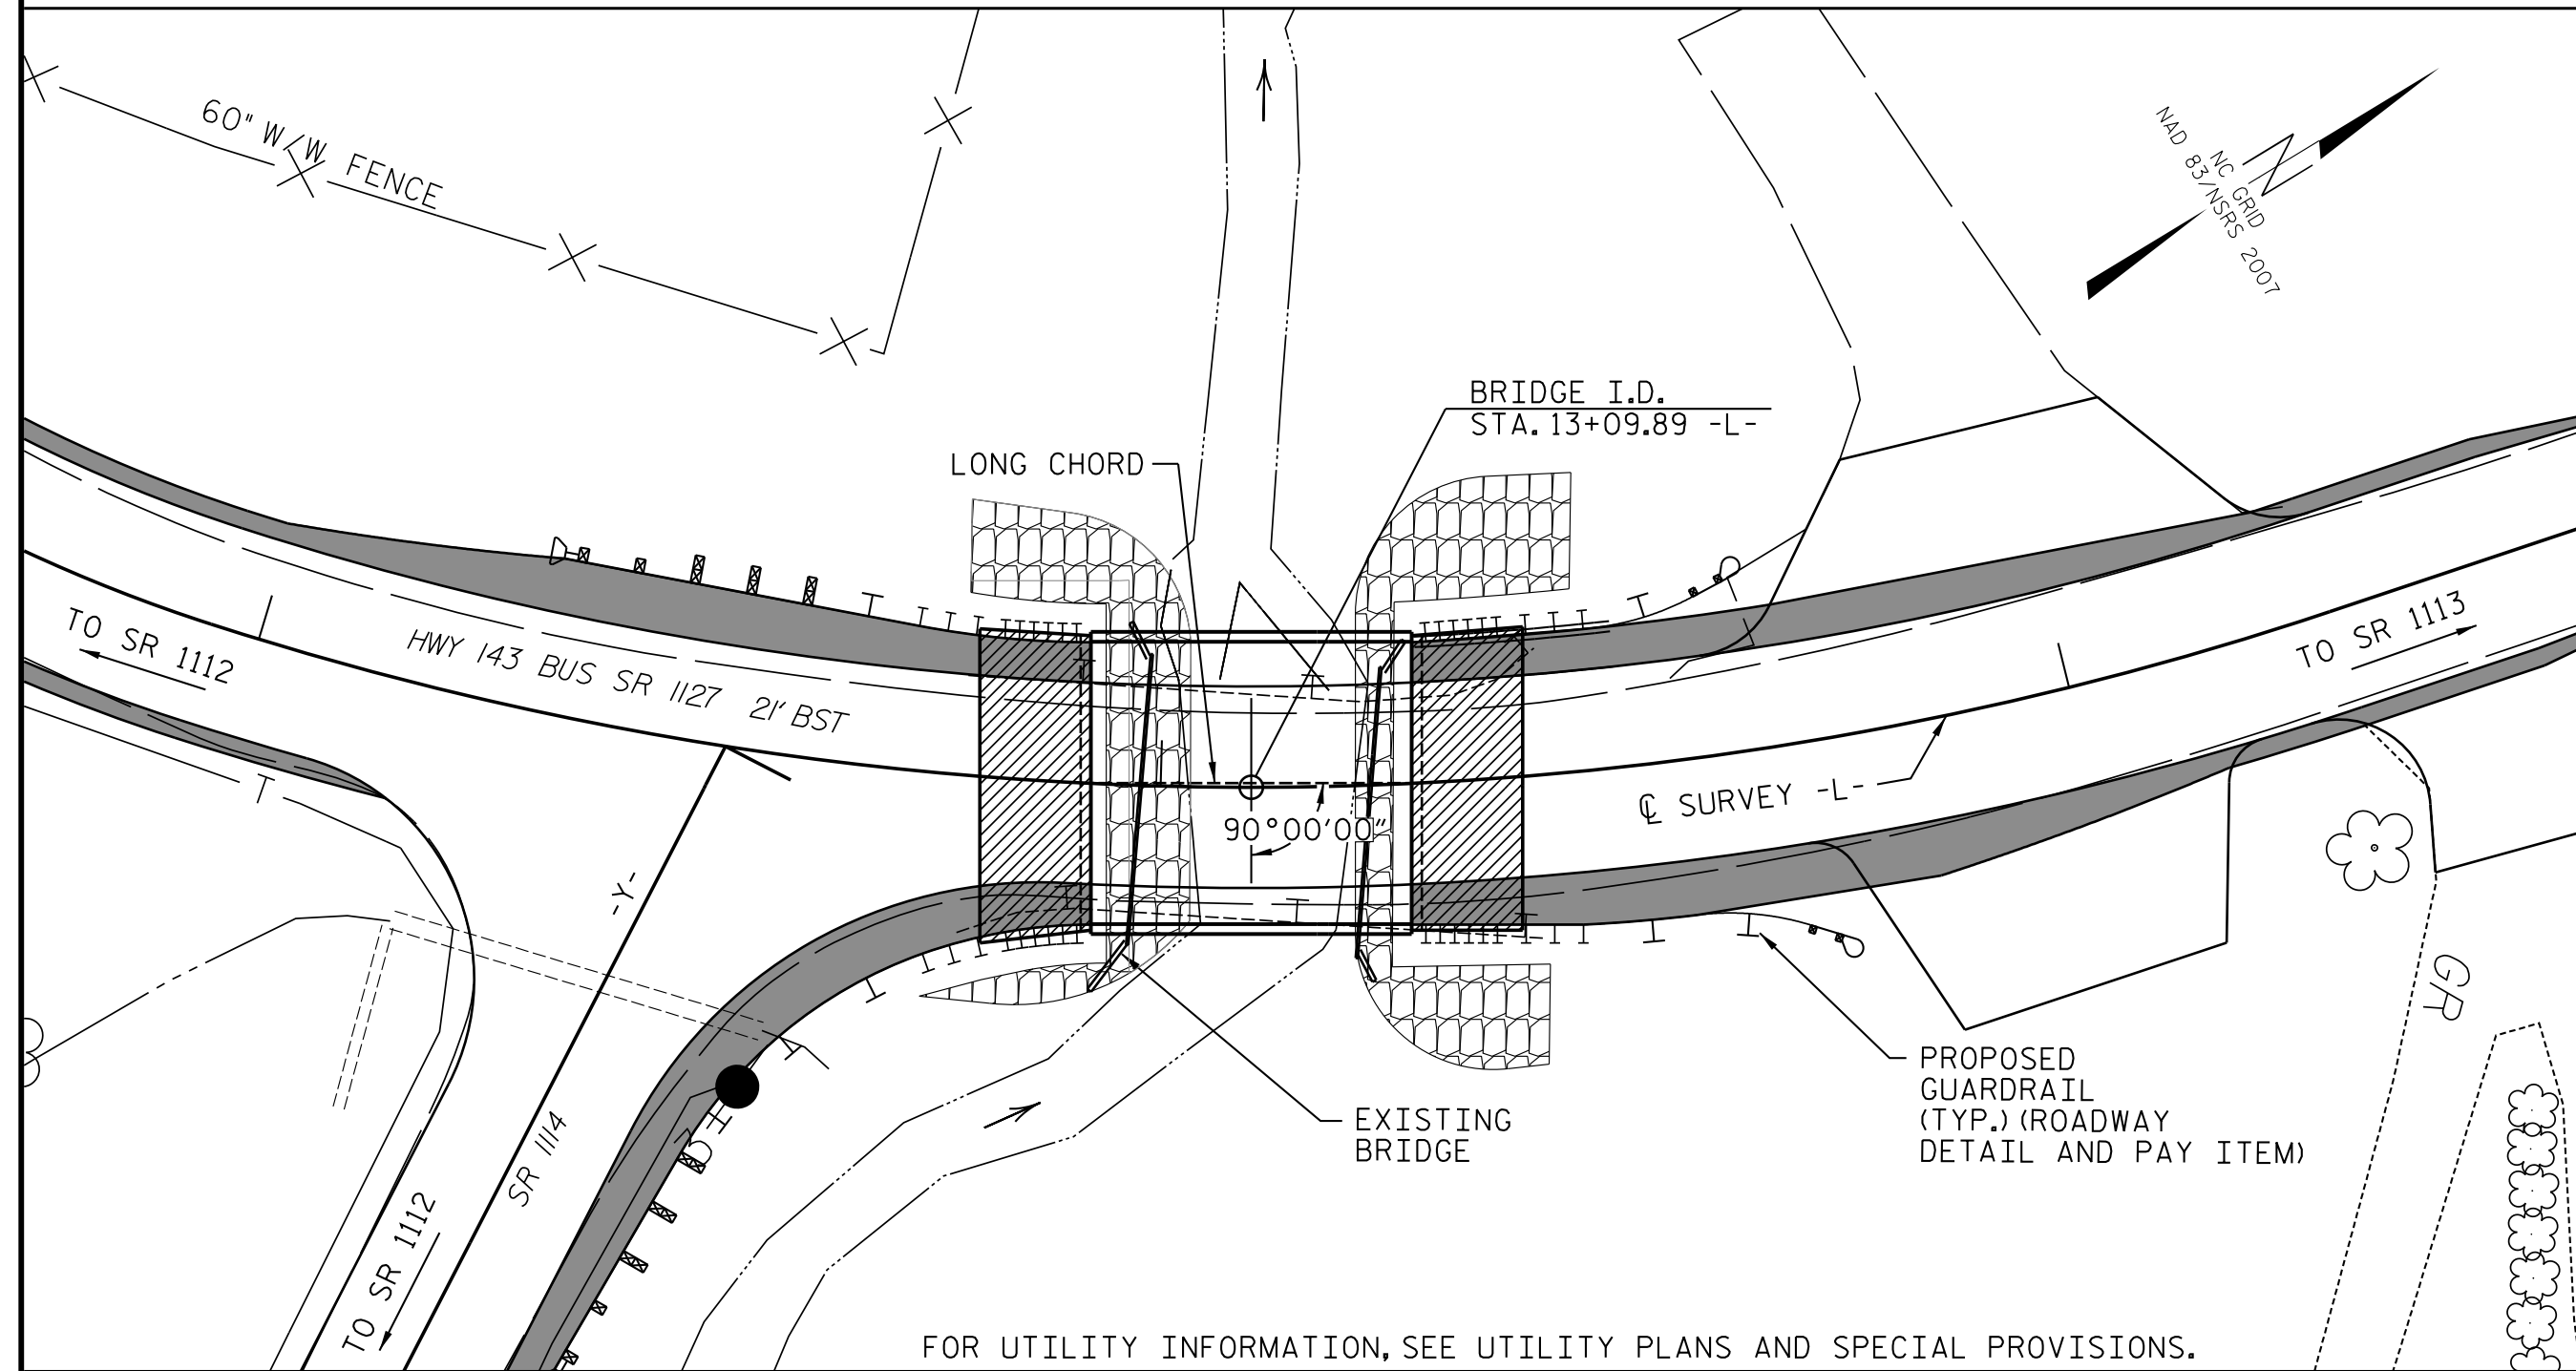 60" W/W FENCE
NC GRID
NAD 83/NSRS 2007
N
BRIDGE I.D.
STA. 13+09.89 -L-
LONG CHORD
TO SR 1112
HWY 143 BUS SR 1127 21' BST
TO SR 1113
℄ SURVEY -L-
90°00'00"
-Y-
SR 1114
TO SR 1112
GR
EXISTING
BRIDGE
PROPOSED
GUARDRAIL
(TYP.) (ROADWAY
DETAIL AND PAY ITEM)
FOR UTILITY INFORMATION, SEE UTILITY PLANS AND SPECIAL PROVISIONS.